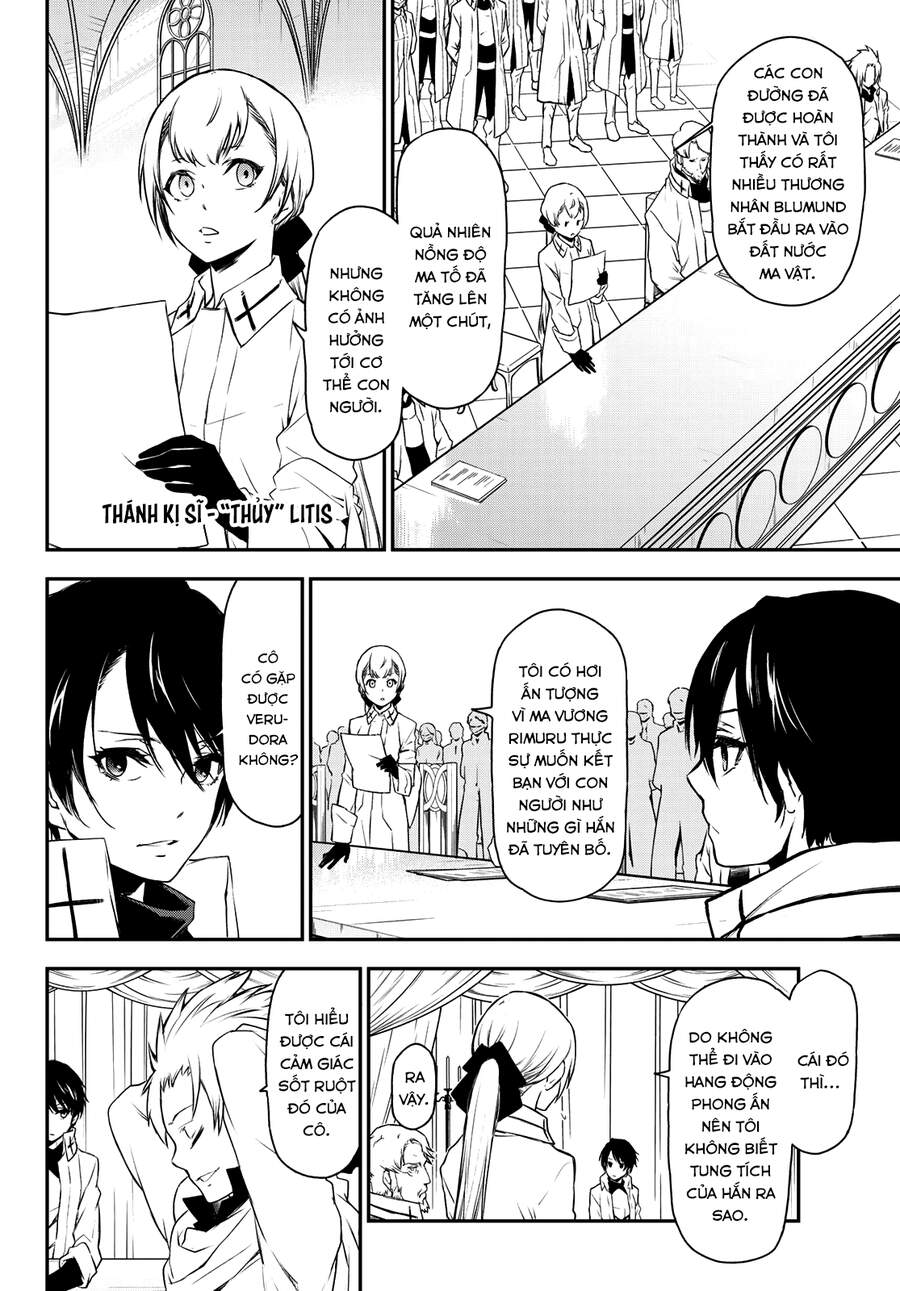 CÁC CON
ĐƯỜNG ĐÃ
ĐƯỢC HOÀN
THÀNH VÀ TÔI
THẤY CÓ RẤT
NHIỀU THƯƠNG
NHÂN BLUMUND
BẮT ĐẦU RA VÀO
ĐẤT NƯỚC
MA VẬT.
QUẢ NHIÊN
NỒNG ĐỘ
MA TỐ ĐÃ
TĂNG LÊN
MỘT CHÚT,
NHƯNG
KHÔNG
CÓ ẢNH
HƯỞNG
TỚI CƠ
THỂ CON
NGƯỜI.
THÁNH KỊ SĨ - "THỦY" LITIS
TÔI CÓ HƠI
ẤN TƯỢNG
VÌ MA VƯƠNG
RIMURU THỰC
SỰ MUỐN KẾT
BẠN VỚI CON
NGƯỜI NHƯ
NHỮNG GÌ HẮN
ĐÃ TUYÊN BỐ.
CÔ
CÓ GẶP
ĐƯỢC
VERU-
DORA
KHÔNG?
CÁI ĐÓ
THÌ...
DO KHÔNG
THỂ ĐI VÀO
HANG ĐỘNG
PHONG ẤN
NÊN TÔI
KHÔNG BIẾT
TUNG TÍCH
CỦA HẮN RA
SAO.
RA
VẬY.
TÔI HIỂU
ĐƯỢC CÁI
CẢM GIÁC
SỐT RUỘT
ĐÓ CỦA
CÔ.